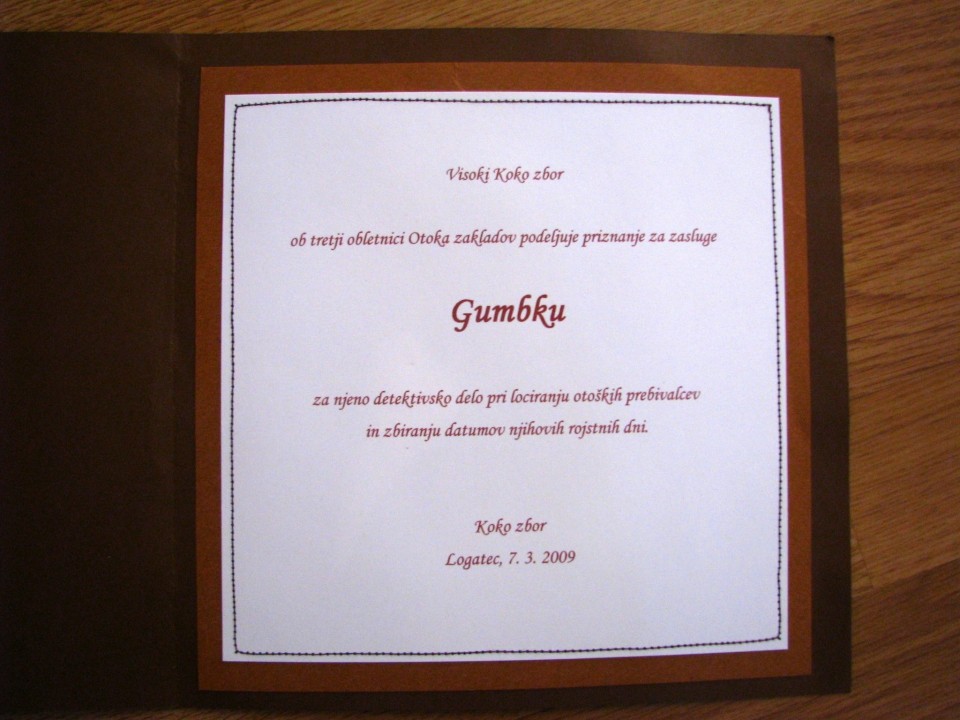 Visoki Koko zbor
ob tretji obletnici Otoka zakladov podeljuje priznanje za zasluge
Gumbku
za njeno detektivsko delo pri lociranju otoških prebivalcev
in zbiranju datumov njihovih rojstnih dni.
Koko zbor
Logatec, 7. 3. 2009